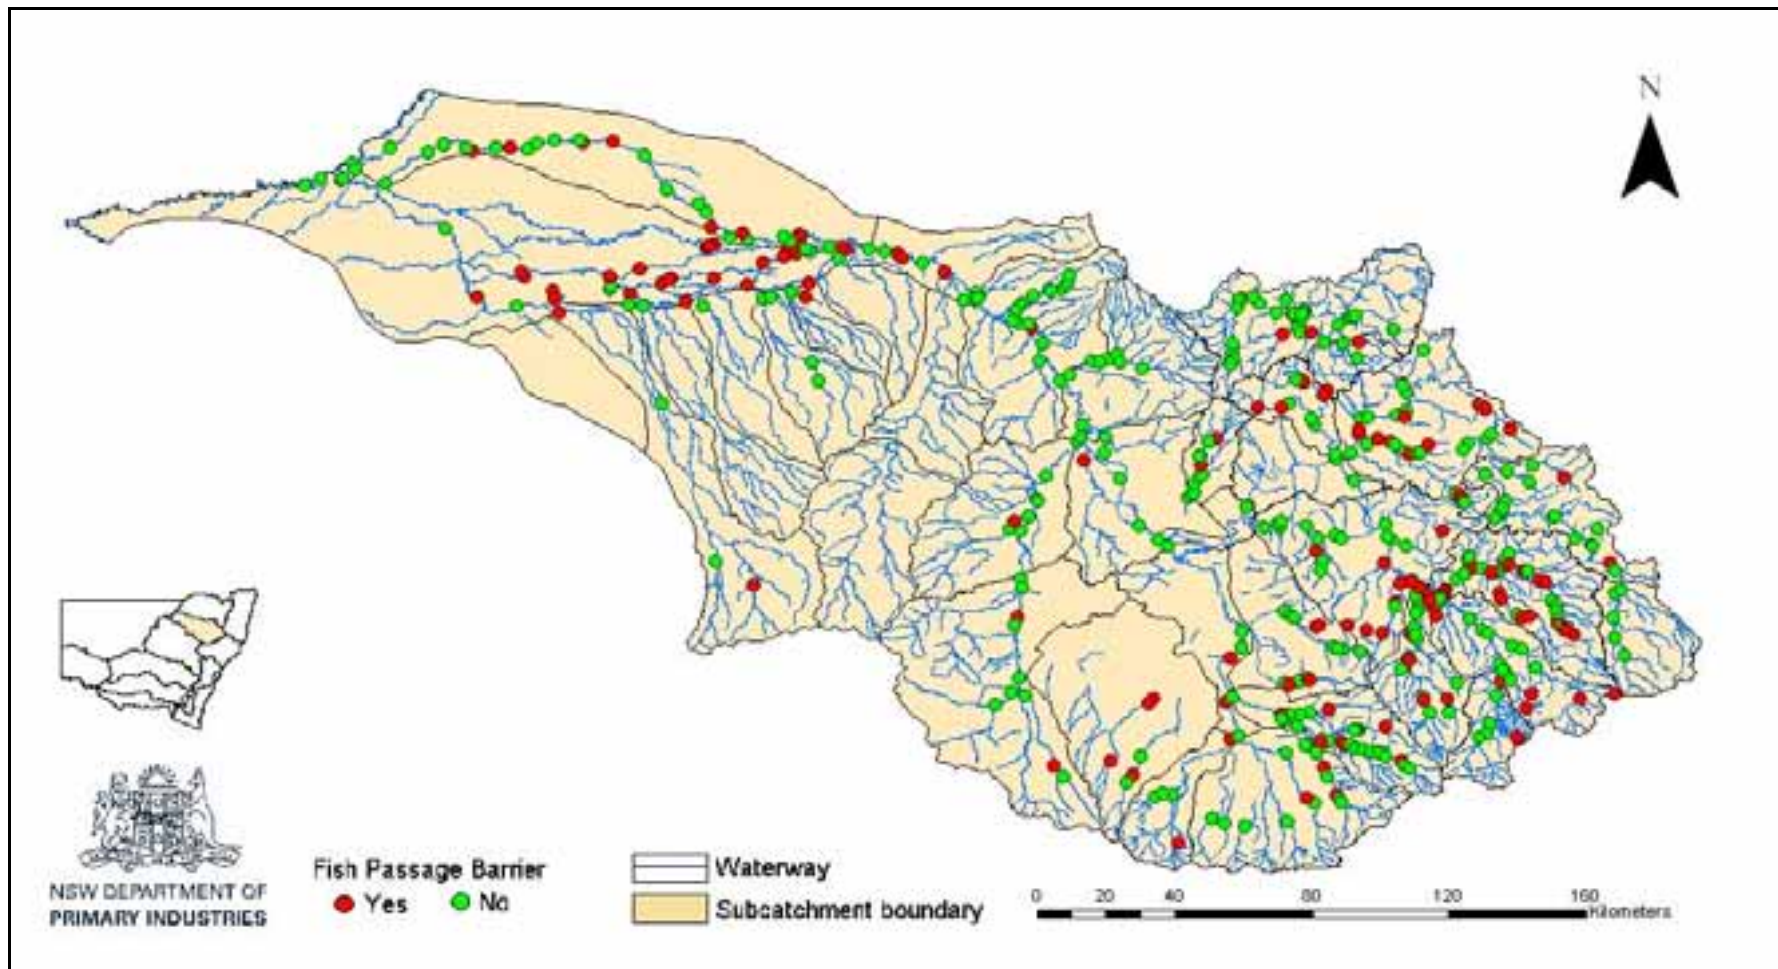 N
NSW DEPARTMENT OF
PRIMARY INDUSTRIES
Fish Passage Barrier
Yes
No
Waterway
Subcatchment boundary
0 20 40 80 120 160
Kilometers